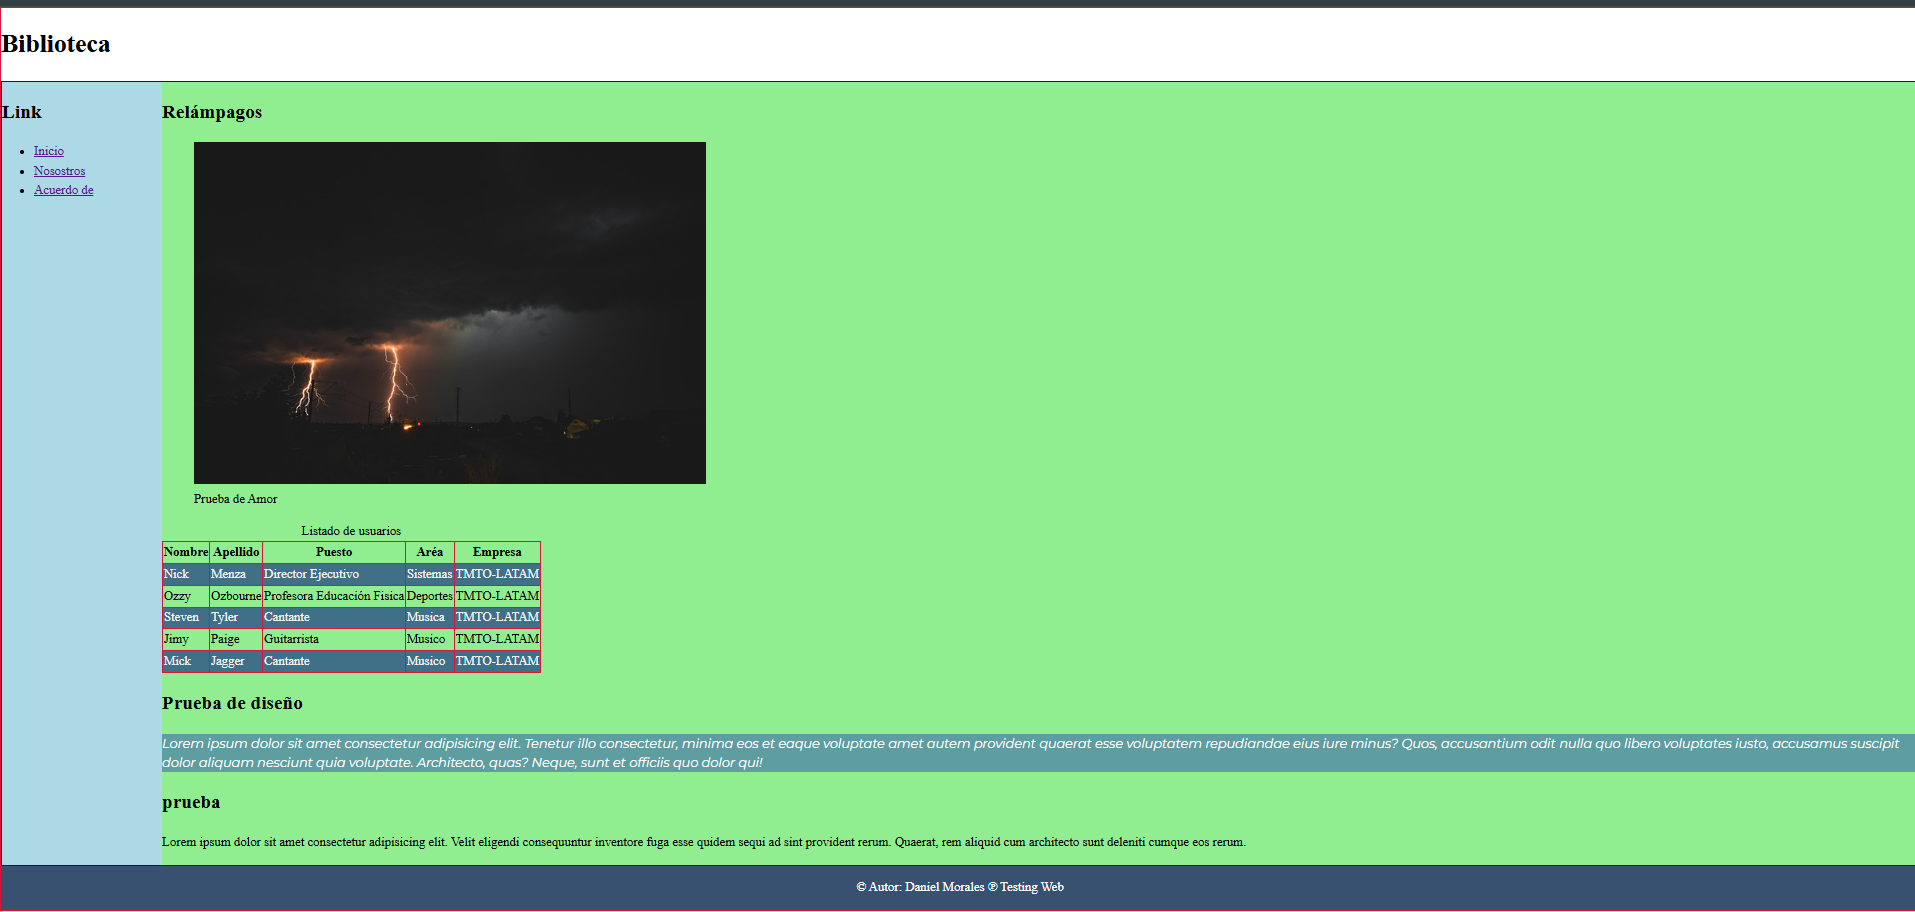 Biblioteca
Link
Inicio
Nosostros
Acuerdo de
Relámpagos
Prueba de Amor
Listado de usuarios
Nombre Apellido Puesto Aréa Empresa
Nick Menza Director Ejecutivo Sistemas TMTO-LATAM
Ozzy Ozbourne Profesora Educación Fisica Deportes TMTO-LATAM
Steven Tyler Cantante Musica TMTO-LATAM
Jimy Paige Guitarrista Musico TMTO-LATAM
Mick Jagger Cantante Musico TMTO-LATAM
Prueba de diseño
Lorem ipsum dolor sit amet consectetur adipisicing elit. Tenetur illo consectetur, minima eos et eaque voluptate amet autem provident quaerat esse voluptatem repudiandae eius iure minus? Quos, accusantium odit nulla quo libero voluptates iusto, accusamus suscipit
dolor aliquam nesciunt quia voluptate. Architecto, quas? Neque, sunt et officiis quo dolor qui!
prueba
Lorem ipsum dolor sit amet consectetur adipisicing elit. Velit eligendi consequuntur inventore fuga esse quidem sequi ad sint provident rerum. Quaerat, rem aliquid cum architecto sunt deleniti cumque eos rerum.
© Autor: Daniel Morales ℗ Testing Web